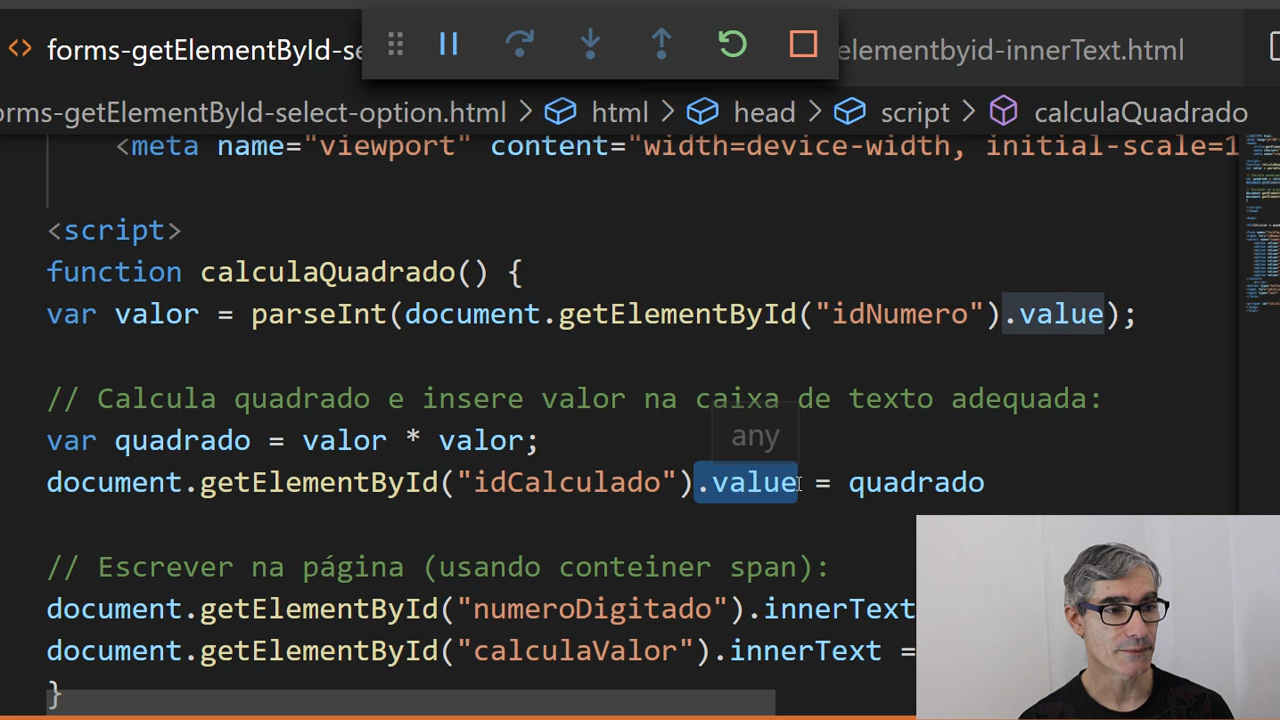 forms-getElementById-se
elementbyid-innerText.html
orms-getElementById-select-option.html > html > head > script > calculaQuadrado
<meta name="viewport" content="width=device-width, initial-scale=1
<script>
function calculaQuadrado() {
var valor = parseInt(document.getElementById("idNumero").value);
// Calcula quadrado e insere valor na caixa de texto adequada:
any
var quadrado = valor * valor;
document.getElementById("idCalculado").value = quadrado
// Escrever na página (usando conteiner span):
document.getElementById("numeroDigitado").innerText
document.getElementById("calculaValor").innerText =
}